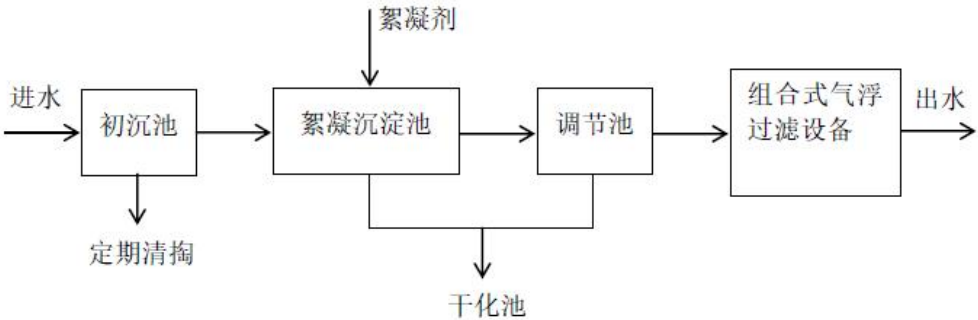 絮凝剂
进水
初沉池
絮凝沉淀池
调节池
组合式气浮
过滤设备
出水
定期清掏
干化池